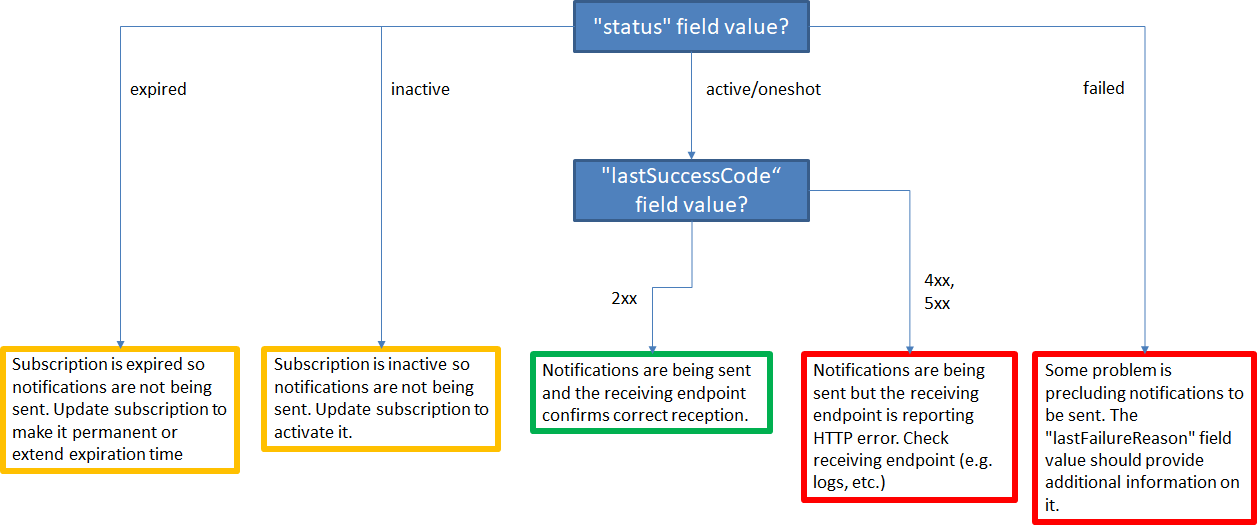 "status" field value?
expired
inactive
active/oneshot
failed
"lastSuccessCode“
field value?
2xx
4xx,
5xx
Subscription is expired so
notifications are not being
sent. Update subscription to
make it permanent or
extend expiration time
Subscription is inactive so
notifications are not being
sent. Update subscription to
activate it.
Notifications are being sent
and the receiving endpoint
confirms correct reception.
Notifications are being
sent but the receiving
endpoint is reporting
HTTP error. Check
receiving endpoint (e.g.
logs, etc.)
Some problem is
precluding notifications to
be sent. The
"lastFailureReason" field
value should provide
additional information on
it.